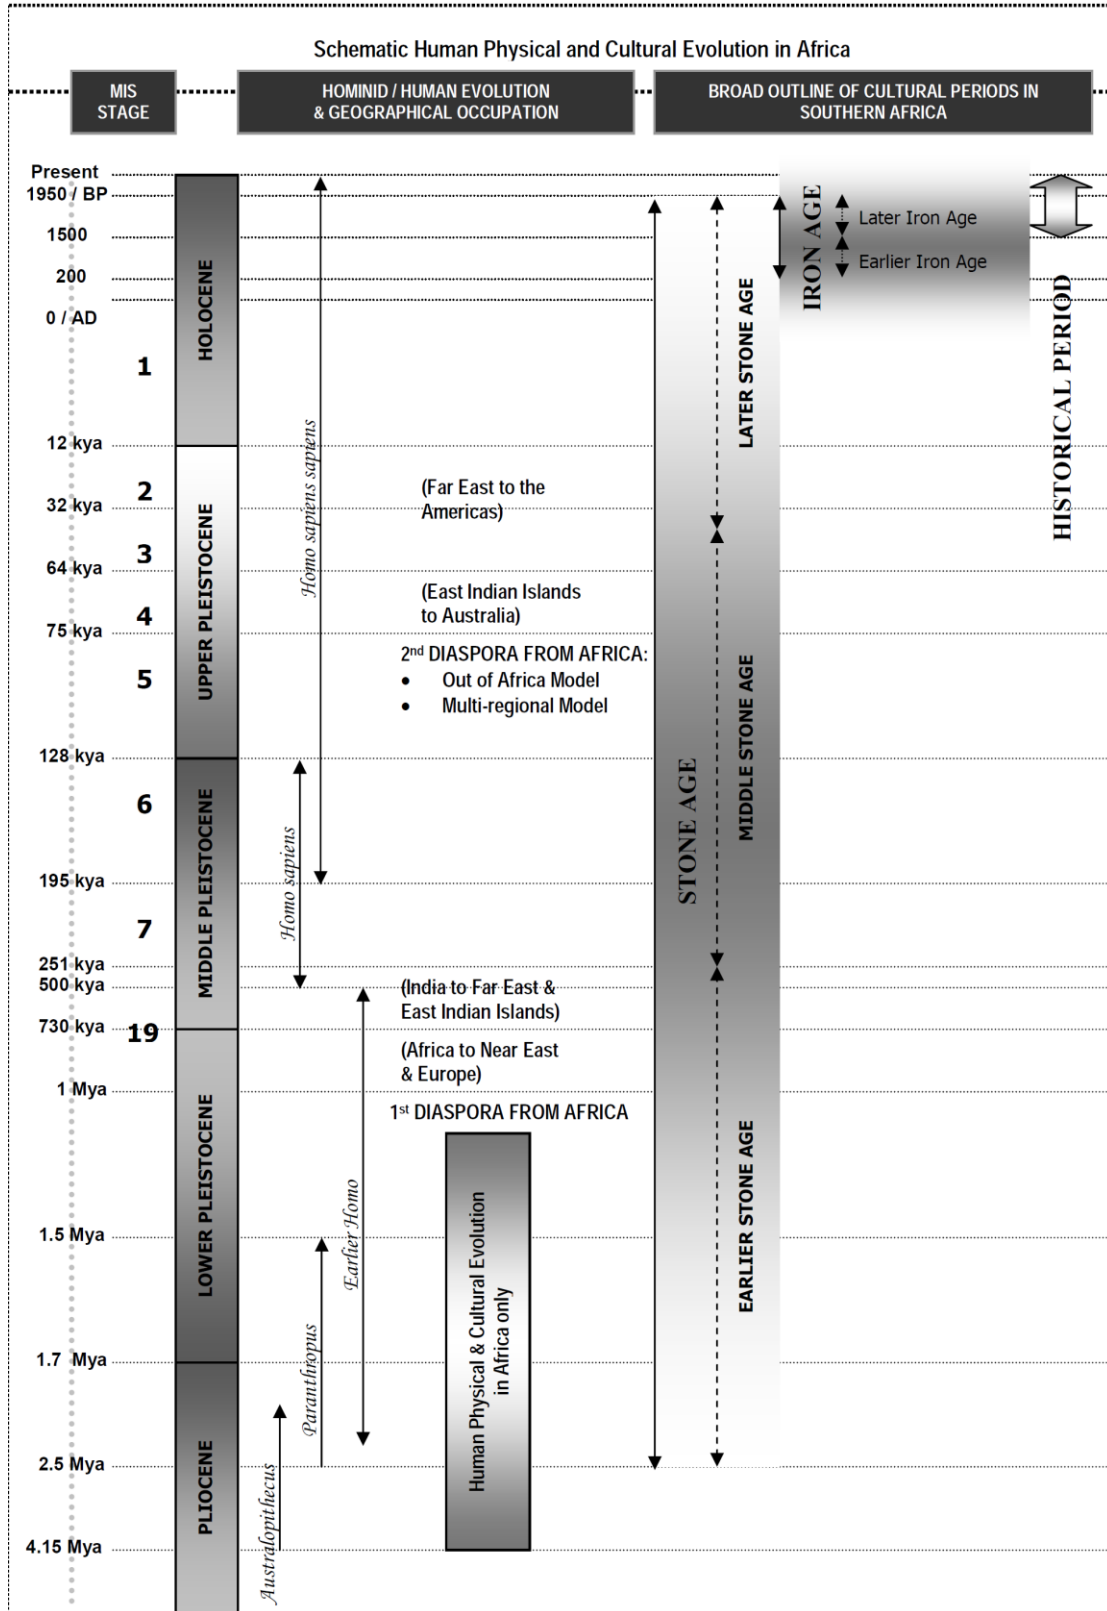 Schematic Human Physical and Cultural Evolution in Africa
MIS
STAGE
HOMINID / HUMAN EVOLUTION
& GEOGRAPHICAL OCCUPATION
BROAD OUTLINE OF CULTURAL PERIODS IN
SOUTHERN AFRICA
Present
1950 / BP
1500
200
0 / AD
12 kya
32 kya
64 kya
75 kya
128 kya
195 kya
251 kya
500 kya
730 kya
1 Mya
1.5 Mya
1.7 Mya
2.5 Mya
4.15 Mya
1
2
3
4
5
6
7
19
HOLOCENE
UPPER PLEISTOCENE
MIDDLE PLEISTOCENE
LOWER PLEISTOCENE
PLIOCENE
Homo sapiens sapiens
Homo sapiens
Earlier Homo
Paranthropus
Australopithecus
(Far East to the
Americas)
(East Indian Islands
to Australia)
2nd DIASPORA FROM AFRICA:
• Out of Africa Model
• Multi-regional Model
(India to Far East &
East Indian Islands)
(Africa to Near East
& Europe)
1st DIASPORA FROM AFRICA
Human Physical & Cultural Evolution
in Africa only
STONE AGE
LATER STONE AGE
MIDDLE STONE AGE
EARLIER STONE AGE
IRON AGE
Later Iron Age
Earlier Iron Age
HISTORICAL PERIOD